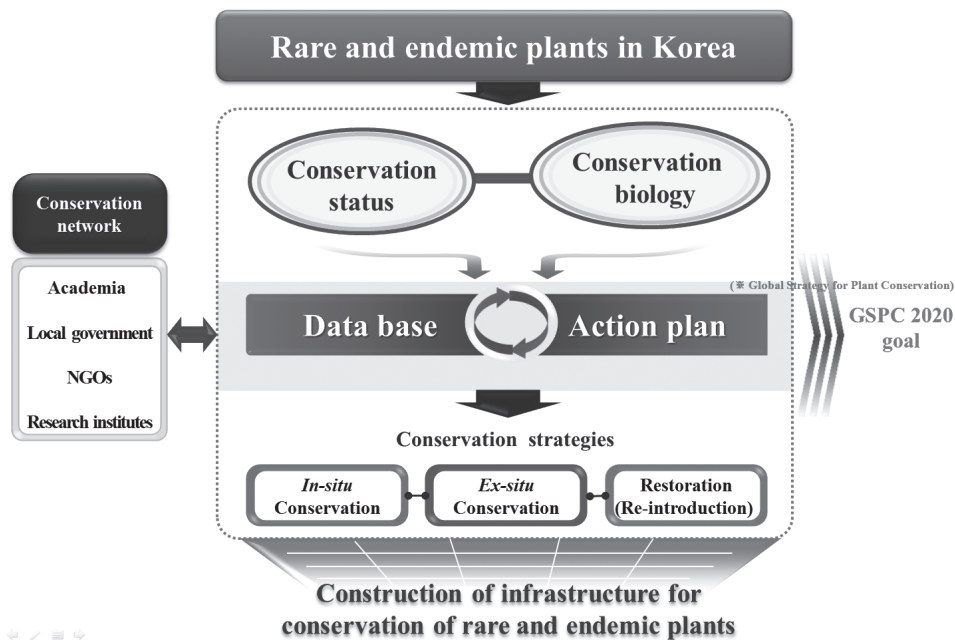 Rare and endemic plants in Korea
Conservation
status
Conservation
biology
Conservation
network
Academia
Local government
NGOs
Research institutes
Data base
Action plan
(※ Global Strategy for Plant Conservation)
GSPC 2020
goal
Conservation strategies
In-situ
Conservation
Ex-situ
Conservation
Restoration
(Re-introduction)
Construction of infrastructure for
conservation of rare and endemic plants